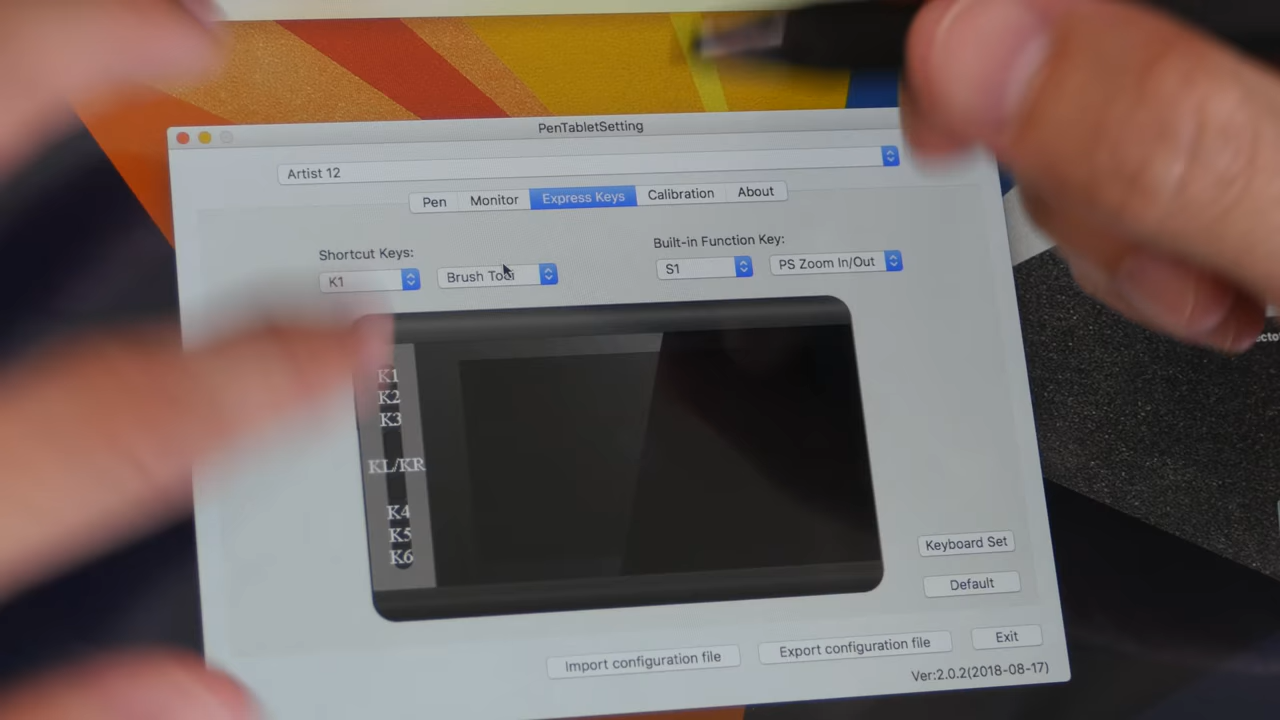 PenTabletSetting
Artist 12
Pen Monitor Express Keys Calibration About
Shortcut Keys: Built-in Function Key:
K1 Brush Tool S1 PS Zoom In/Out
K1
K2
K3
KL/KR
K4
K5
K6
Keyboard Set
Default
Import configuration file Export configuration file Exit
Ver:2.0.2(2018-08-17)